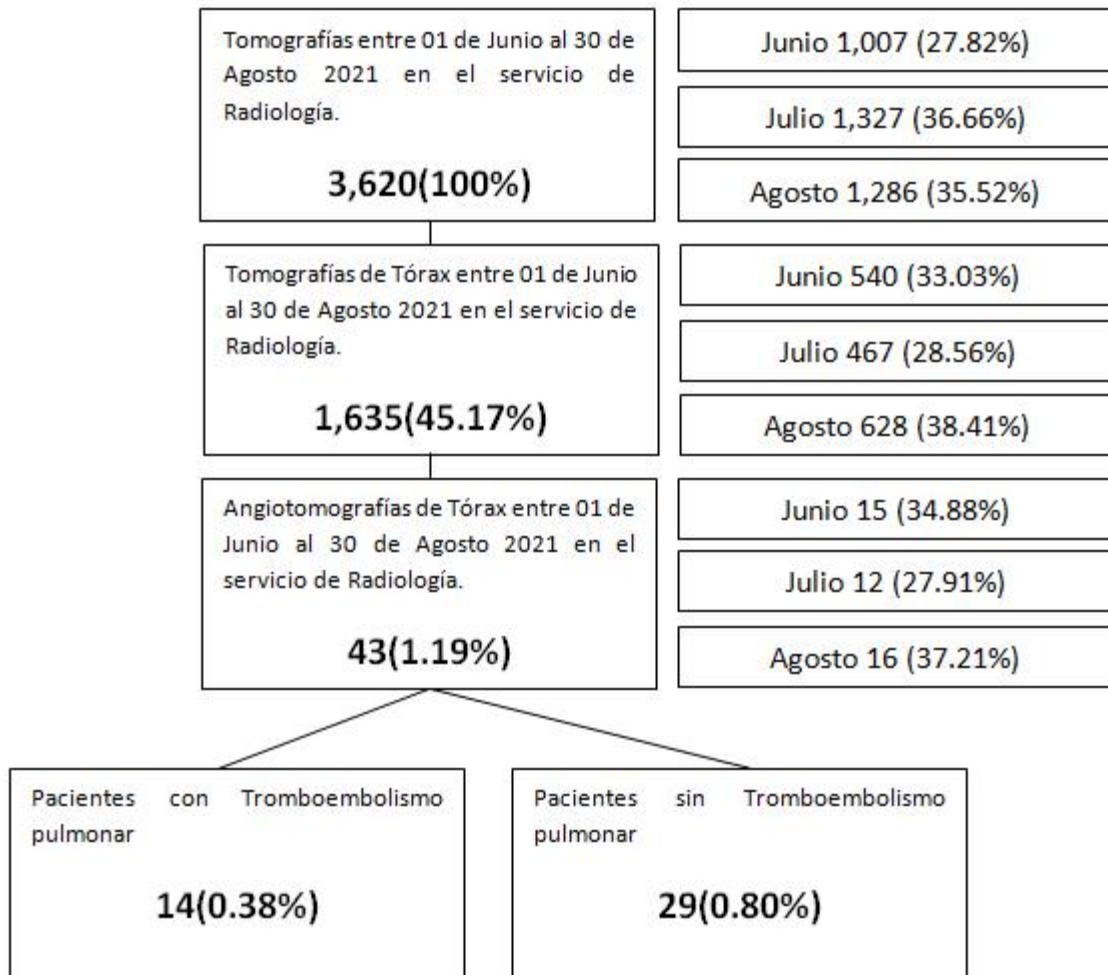 Tomografías entre 01 de Junio al 30 de
Agosto 2021 en el servicio de
Radiología.
3,620(100%)
Junio 1,007 (27.82%)
Julio 1,327 (36.66%)
Agosto 1,286 (35.52%)
Tomografías de Tórax entre 01 de Junio
al 30 de Agosto 2021 en el servicio de
Radiología.
1,635(45.17%)
Junio 540 (33.03%)
Julio 467 (28.56%)
Agosto 628 (38.41%)
Angiotomografías de Tórax entre 01 de
Junio al 30 de Agosto 2021 en el
servicio de Radiología.
43(1.19%)
Junio 15 (34.88%)
Julio 12 (27.91%)
Agosto 16 (37.21%)
Pacientes con Tromboembolismo
pulmonar
14(0.38%)
Pacientes sin Tromboembolismo
pulmonar
29(0.80%)